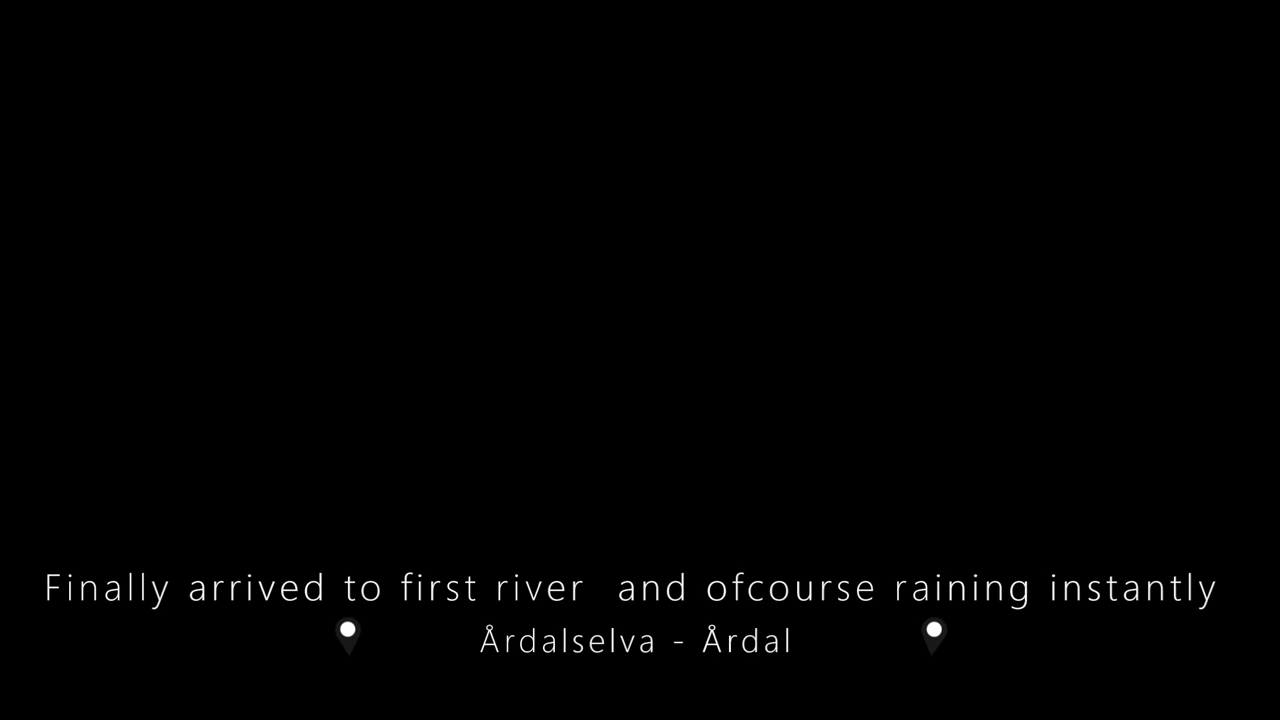 Finally arrived to first river  and ofcourse raining instantly
Årdalselva - Årdal